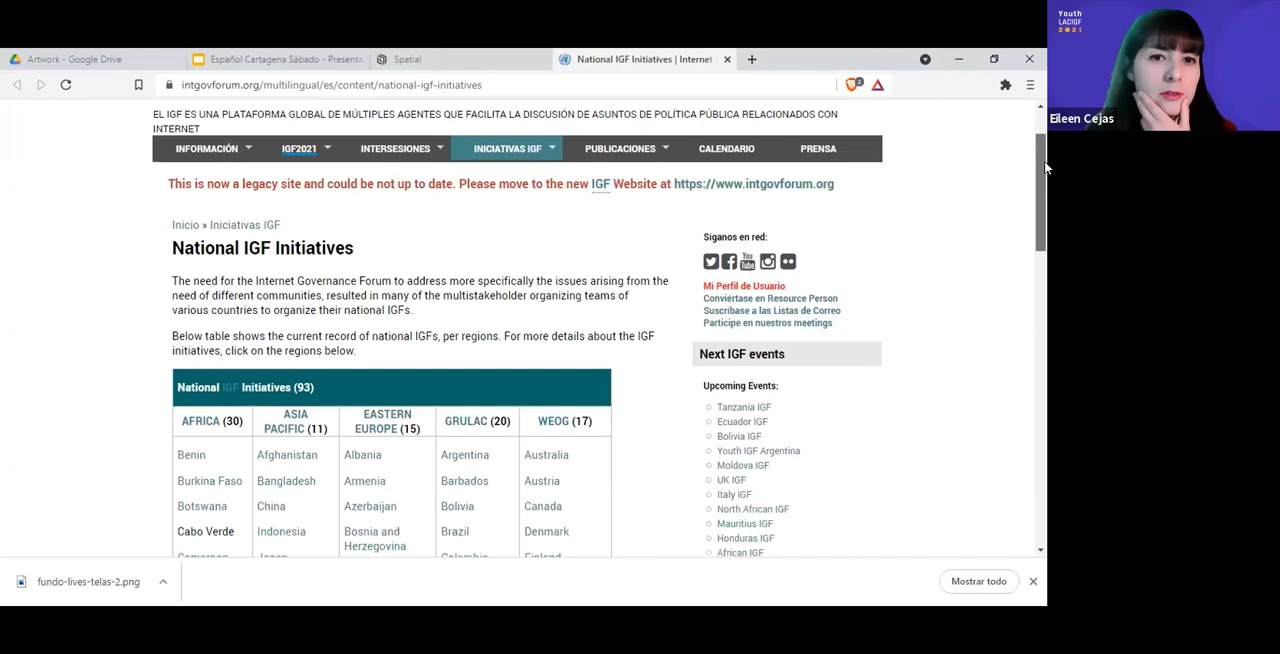 Artwork - Google Drive
Español Cartagena Sábado - Presenta
Spatial
National IGF Initiatives | Internet
intgovforum.org/multilingual/es/content/national-igf-initiatives
2
EL IGF ES UNA PLATAFORMA GLOBAL DE MÚLTIPLES AGENTES QUE FACILITA LA DISCUSIÓN DE ASUNTOS DE POLÍTICA PÚBLICA RELACIONADOS CON
INTERNET
INFORMACIÓN IGF2021 INTERSESIONES INICIATIVAS IGF PUBLICACIONES CALENDARIO PRENSA
This is now a legacy site and could be not up to date. Please move to the new IGF Website at https://www.intgovforum.org
Inicio » Iniciativas IGF
National IGF Initiatives
The need for the Internet Governance Forum to address more specifically the issues arising from the
need of different communities, resulted in many of the multistakeholder organizing teams of
various countries to organize their national IGFs.
Below table shows the current record of national IGFs, per regions. For more details about the IGF
initiatives, click on the regions below.
National IGF Initiatives (93)
AFRICA (30) ASIA PACIFIC (11) EASTERN EUROPE (15) GRULAC (20) WEOG (17)
Benin Afghanistan Albania Argentina Australia
Burkina Faso Bangladesh Armenia Barbados Austria
Botswana China Azerbaijan Bolivia Canada
Cabo Verde Indonesia Bosnia and Herzegovina Brazil Denmark
Cameroon Japan Colombia Finland
Síganos en red:
You Tube
Mi Perfil de Usuario
Conviértase en Resource Person
Suscríbase a las Listas de Correo
Participe en nuestros meetings
Next IGF events
Upcoming Events:
Tanzania IGF
Ecuador IGF
Bolivia IGF
Youth IGF Argentina
Moldova IGF
UK IGF
Italy IGF
North African IGF
Mauritius IGF
Honduras IGF
African IGF
fundo-lives-telas-2.png
Mostrar todo
Youth
LACIGF
2021
Eileen Cejas